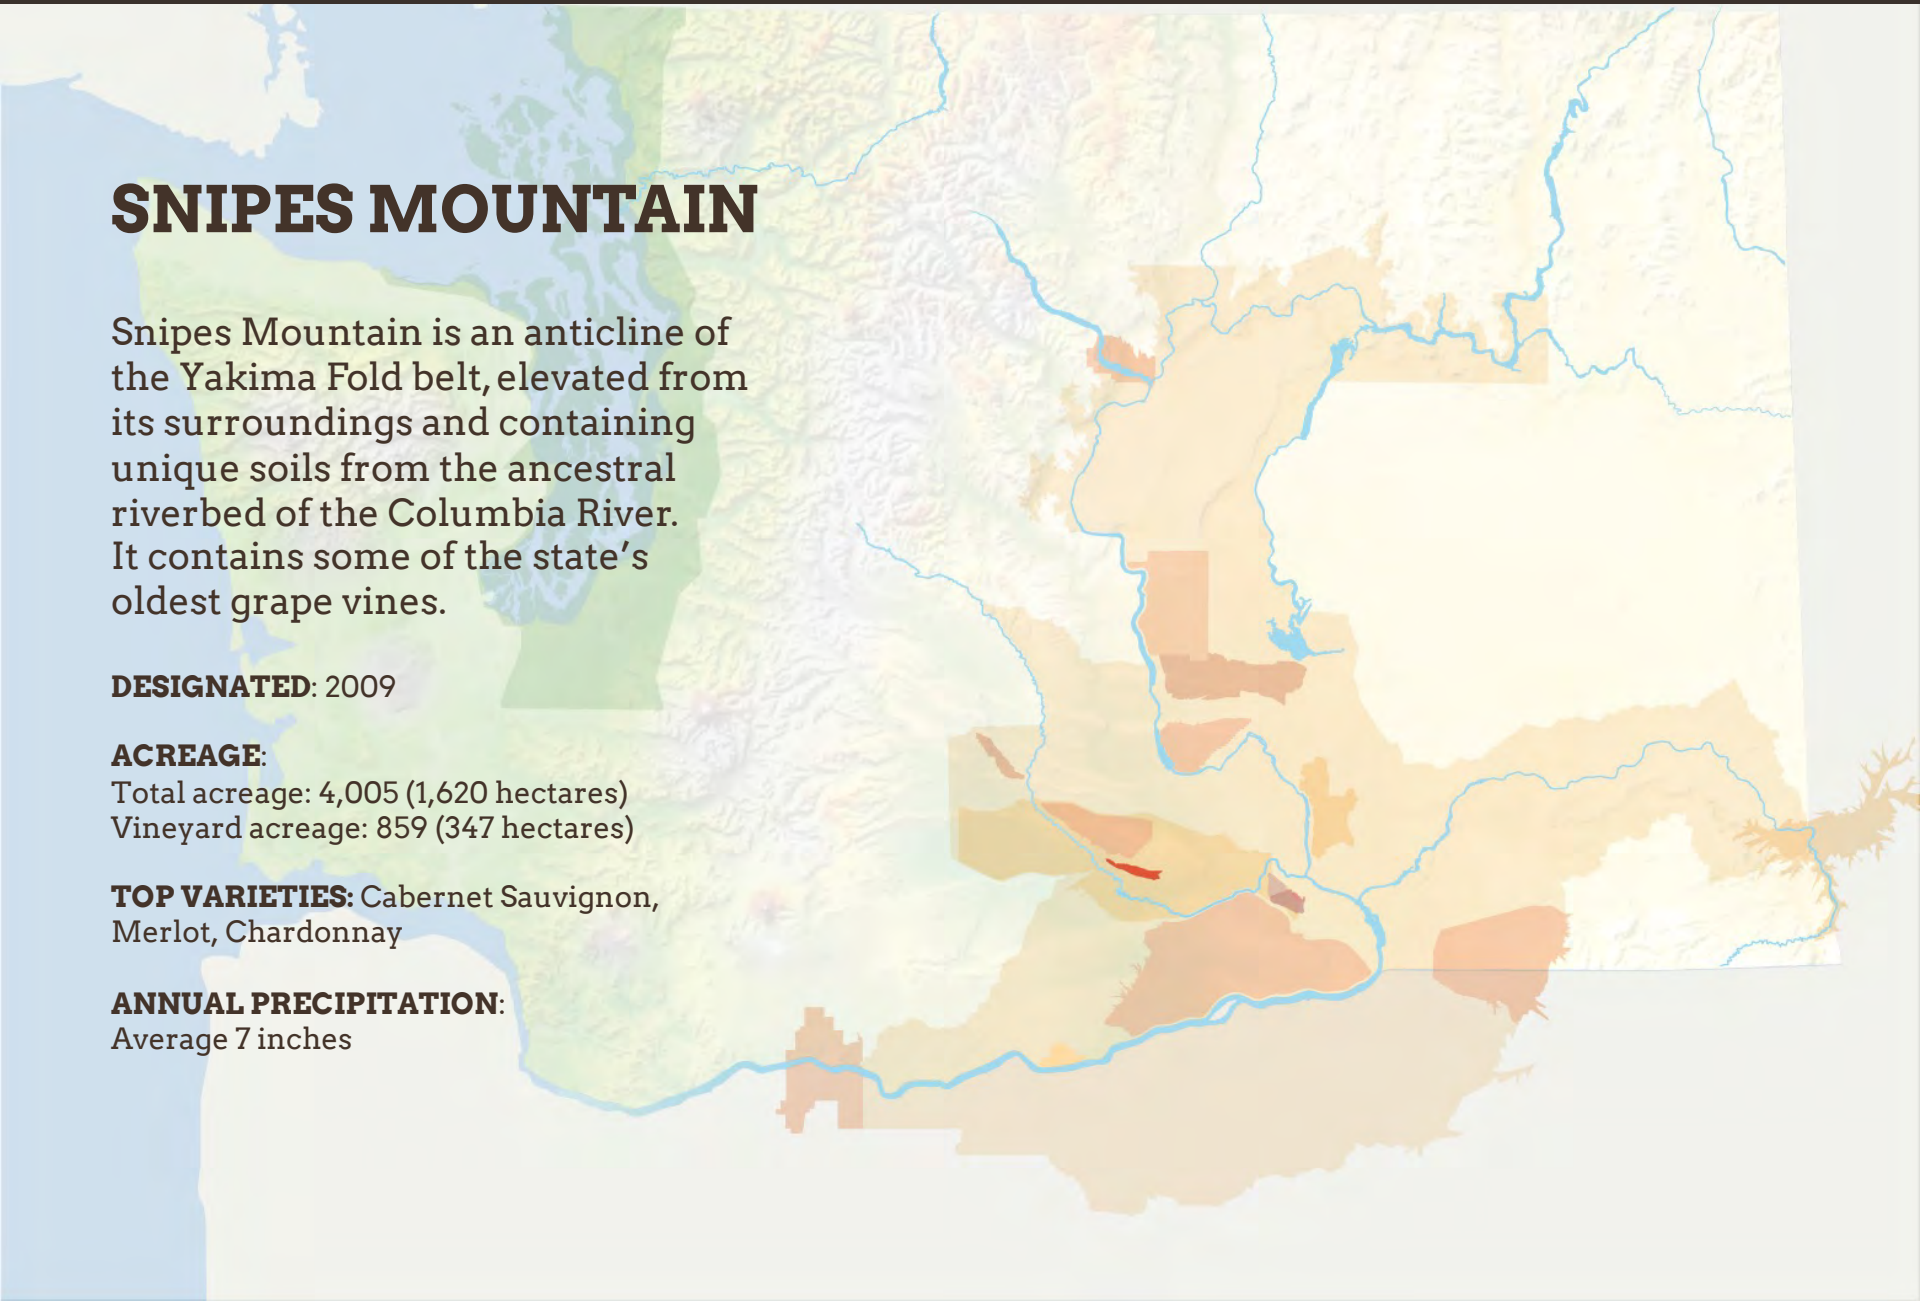 SNIPES MOUNTAIN
Snipes Mountain is an anticline of
the Yakima Fold belt, elevated from
its surroundings and containing
unique soils from the ancestral
riverbed of the Columbia River.
It contains some of the state’s
oldest grape vines.
DESIGNATED: 2009
ACREAGE:
Total acreage: 4,005 (1,620 hectares)
Vineyard acreage: 859 (347 hectares)
TOP VARIETIES: Cabernet Sauvignon,
Merlot, Chardonnay
ANNUAL PRECIPITATION:
Average 7 inches